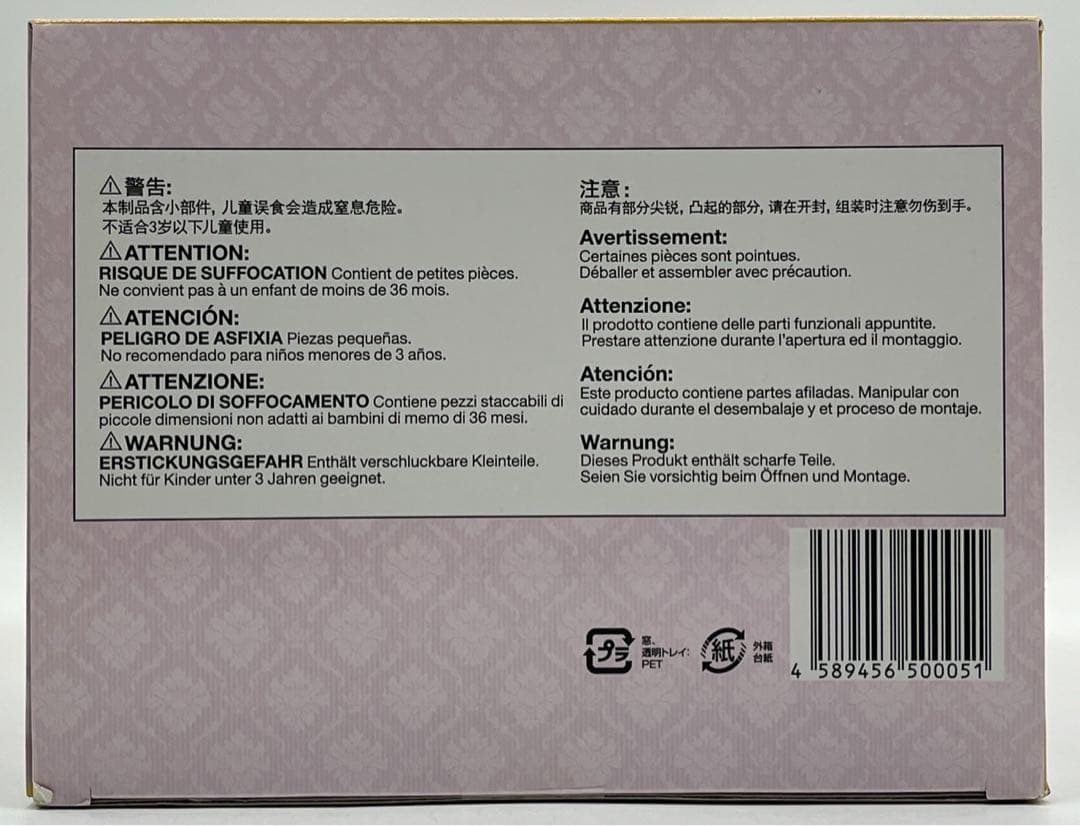 ⚠警告:
本制品含小部件, 儿童误食会造成窒息危险。
不适合3岁以下儿童使用。
⚠ATTENTION:
RISQUE DE SUFFOCATION Contient de petites pièces.
Ne convient pas à un enfant de moins de 36 mois.
⚠ATENCIÓN:
PELIGRO DE ASFIXIA Piezas pequeñas.
No recomendado para niños menores de 3 años.
⚠ATTENZIONE:
PERICOLO DI SOFFOCAMENTO Contiene pezzi staccabili di
piccole dimensioni non adatti ai bambini di memo di 36 mesi.
⚠WARNUNG:
ERSTICKUNGSGEFAHR Enthält verschluckbare Kleinteile.
Nicht für Kinder unter 3 Jahren geeignet.
注意:
商品有部分尖锐, 凸起的部分, 请在开封, 组装时注意勿伤到手。
Avertissement:
Certaines pièces sont pointues.
Déballer et assembler avec précaution.
Attenzione:
Il prodotto contiene delle parti funzionali appuntite.
Prestare attenzione durante l'apertura ed il montaggio.
Atención:
Este producto contiene partes afiladas. Manipular con
cuidado durante el desembalaje y et proceso de montaje.
Warnung:
Dieses Produkt enthält scharfe Teile.
Seien Sie vorsichtig beim Öffnen und Montage.
プラ
窓、
透明トレイ:
PET
紙
外箱
台紙
4 589456 500051